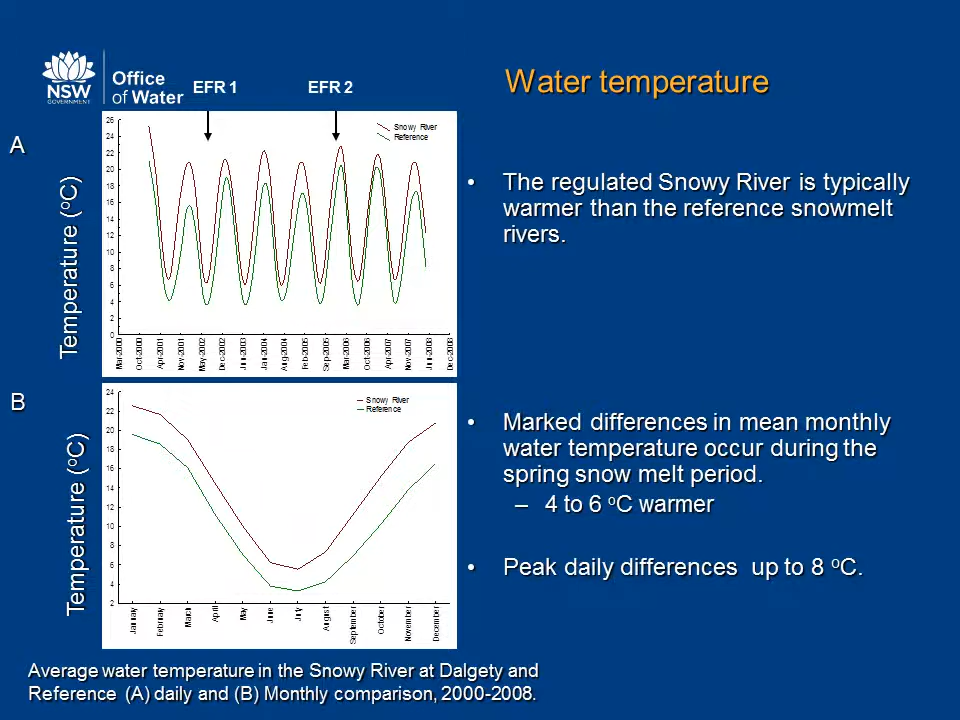 Water temperature
NSW
GOVERNMENT
Office
of Water
EFR 1
EFR 2
A
Temperature (oC)
26
24
22
20
18
16
14
12
10
8
6
4
2
0
Snowy River
Reference
Mar-2000
Oct-2000
Apr-2001
Nov-2001
May-2002
Dec-2002
Jun-2003
Jan-2004
Aug-2004
Feb-2005
Sep-2005
Mar-2006
Oct-2006
Apr-2007
Nov-2007
Jun-2008
Dec-2008
• The regulated Snowy River is typically
warmer than the reference snowmelt
rivers.
B
Temperature (oC)
24
22
20
18
16
14
12
10
8
6
4
2
Snowy River
Reference
January
February
March
April
May
June
July
August
September
October
November
December
• Marked differences in mean monthly
water temperature occur during the
spring snow melt period.
– 4 to 6 oC warmer
• Peak daily differences up to 8 oC.
Average water temperature in the Snowy River at Dalgety and
Reference (A) daily and (B) Monthly comparison, 2000-2008.